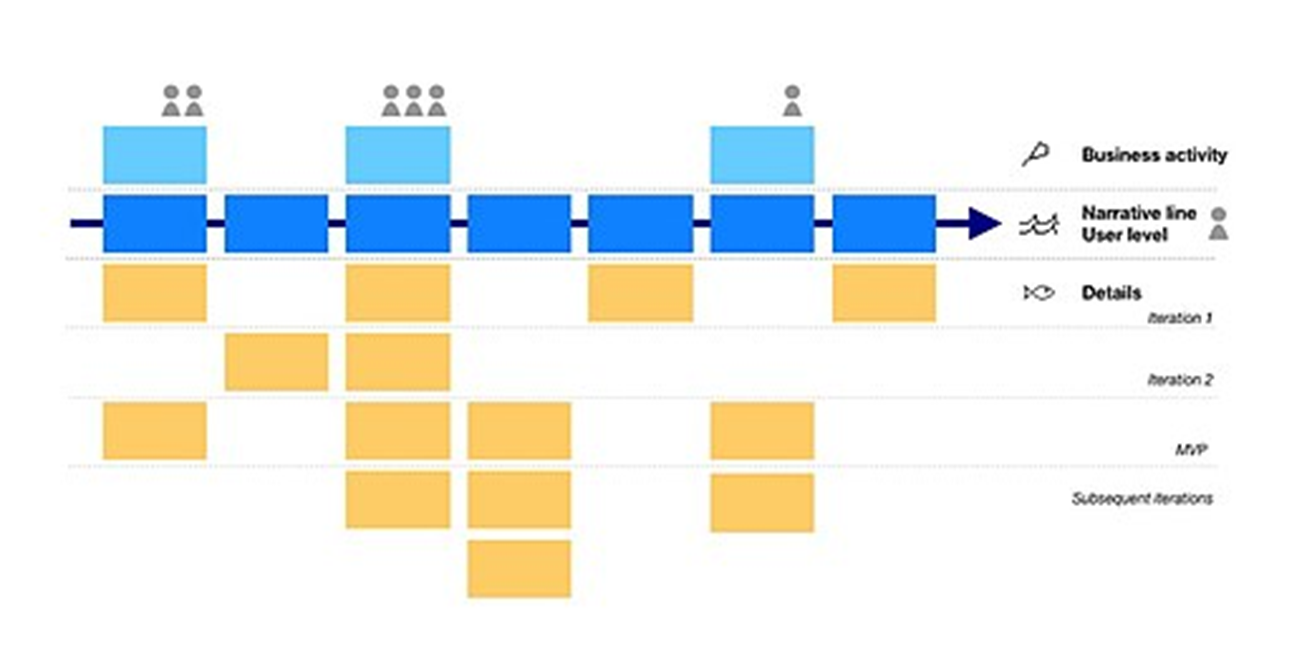 Business activity
Narrative line
User level
Details
Iteration 1
Iteration 2
MVP
Subsequent iterations